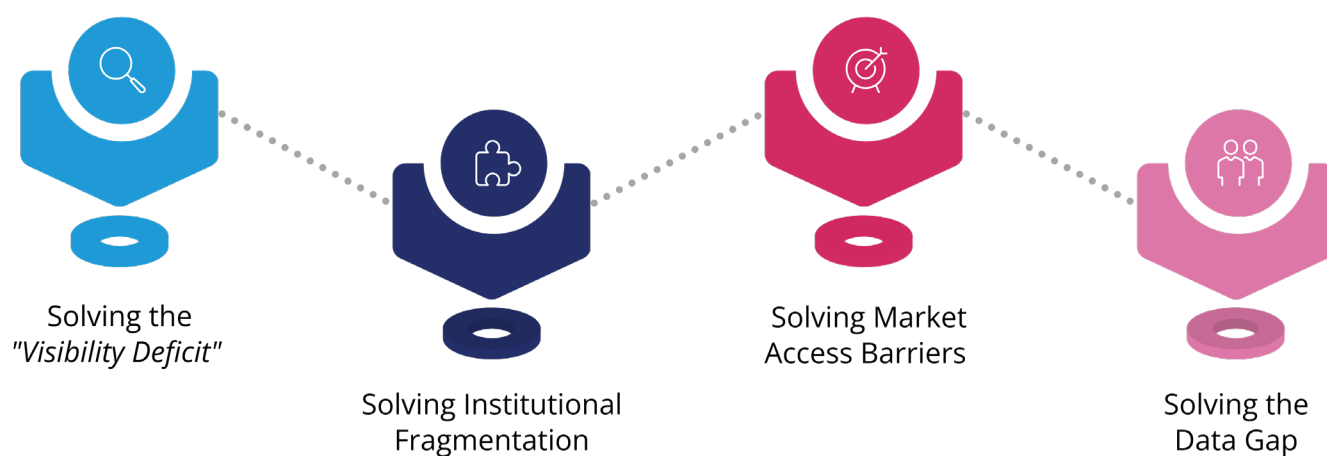 Solving the
"Visibility Deficit"
Solving Institutional
Fragmentation
Solving Market
Access Barriers
Solving the
Data Gap